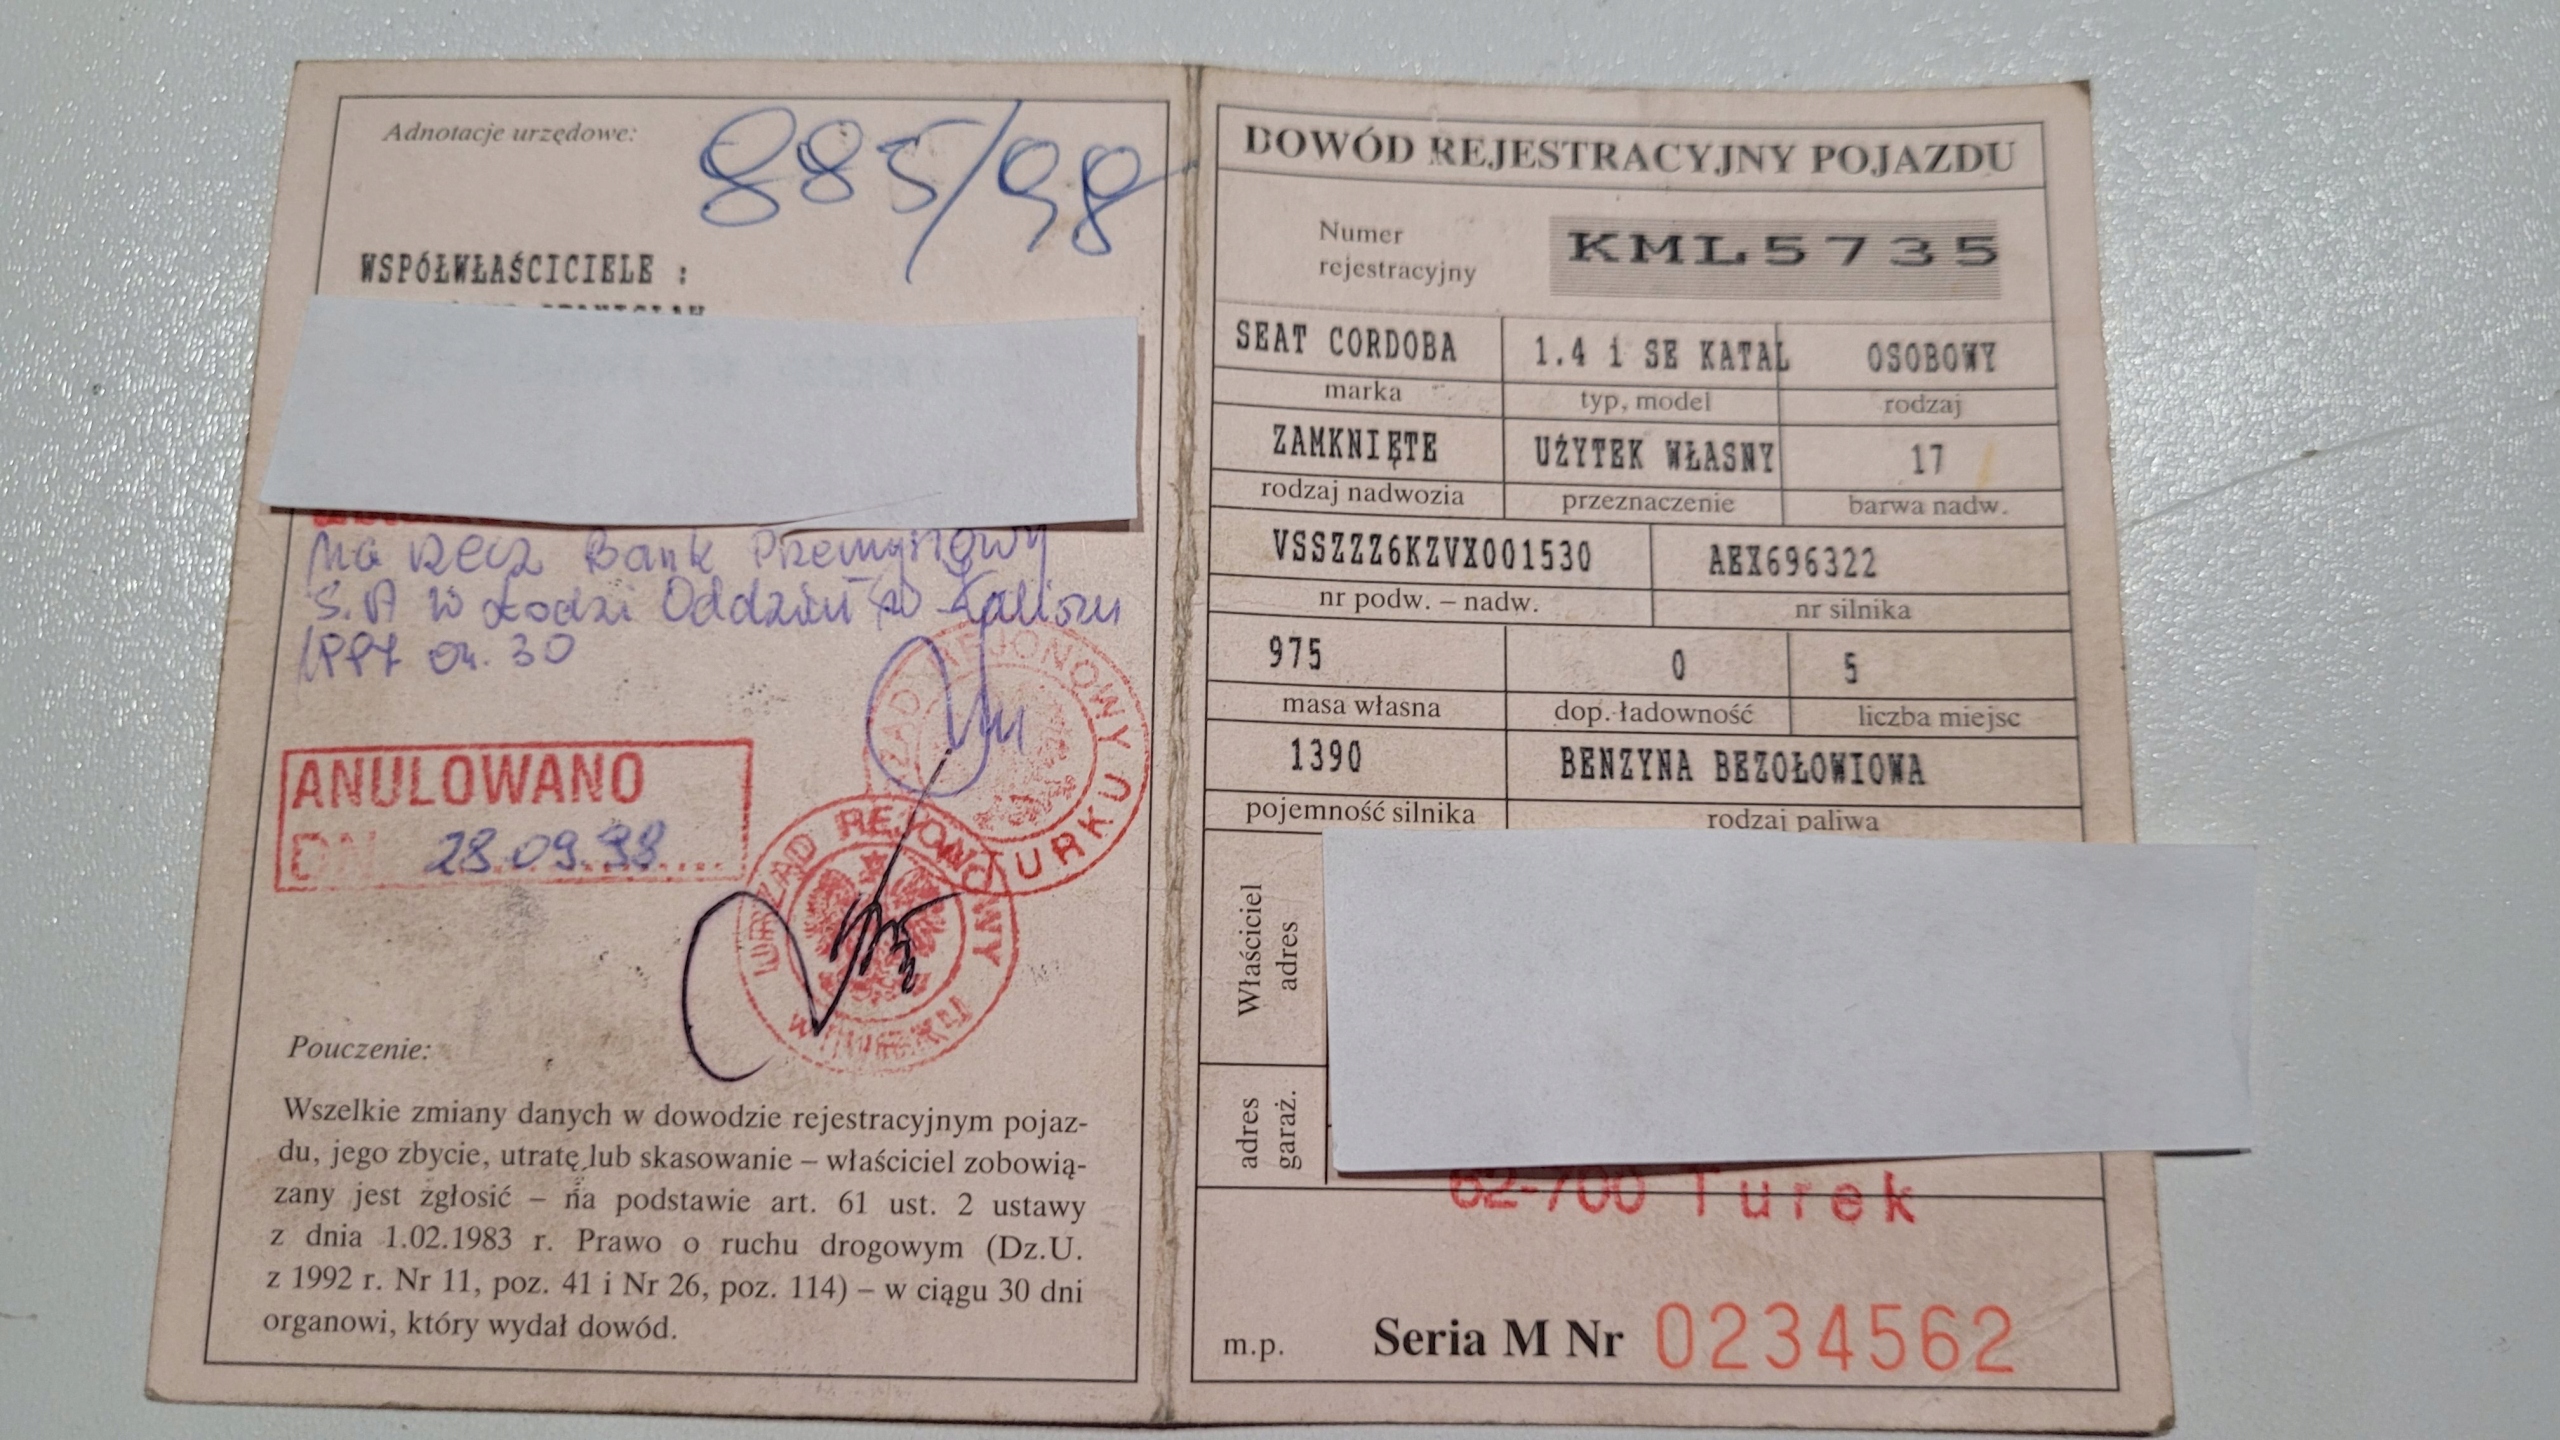 Adnotacje urzędowe:
885/98
WSPÓŁWŁAŚCICIELE :
na rzecz Bank Przemysłowy
S.A w Łodzi Oddział w Kaliszu
30
ANULOWANO
DN 28.09.98
URZĄD REJONOWY
TURKU
URZĄD REJONOWY
W TURKU
Pouczenie:
Wszelkie zmiany danych w dowodzie rejestracyjnym pojaz-
du, jego zbycie, utratę lub skasowanie – właściciel zobowią-
zany jest zgłosić – na podstawie art. 61 ust. 2 ustawy
z dnia 1.02.1983 r. Prawo o ruchu drogowym (Dz.U.
z 1992 r. Nr 11, poz. 41 i Nr 26, poz. 114) – w ciągu 30 dni
organowi, który wydał dowód.
DOWÓD REJESTRACYJNY POJAZDU
Numer
rejestracyjny
KML5735
SEAT CORDOBA 1.4 i SE KATAL OSOBOWY
marka typ, model rodzaj
ZAMKNIĘTE UŻYTEK WŁASNY 17
rodzaj nadwozia przeznaczenie barwa nadw.
VSSZZZ6KZVX001530 AEX696322
nr podw. – nadw. nr silnika
975 0 5
masa własna dop. ładowność liczba miejsc
1390 BENZYNA BEZOŁOWIOWA
pojemność silnika rodzaj paliwa
Właściciel
adres
adres
garaż.
62-700 Turek
m.p. Seria M Nr 0234562